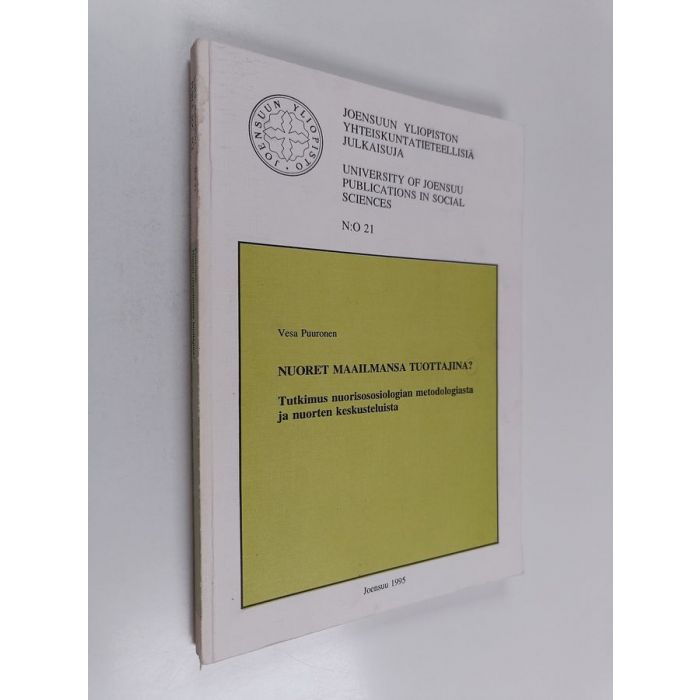 JOENSUUN YLIOPISTO
JOENSUUN YLIOPISTON
YHTEISKUNTATIETEELLISIÄ
JULKAISUJA
UNIVERSITY OF JOENSUU
PUBLICATIONS IN SOCIAL
SCIENCES
N:O 21
Vesa Puuronen
NUORET MAAILMANSA TUOTTAJINA?
Tutkimus nuorisososiologian metodologiasta
ja nuorten keskusteluista
Joensuu 1995